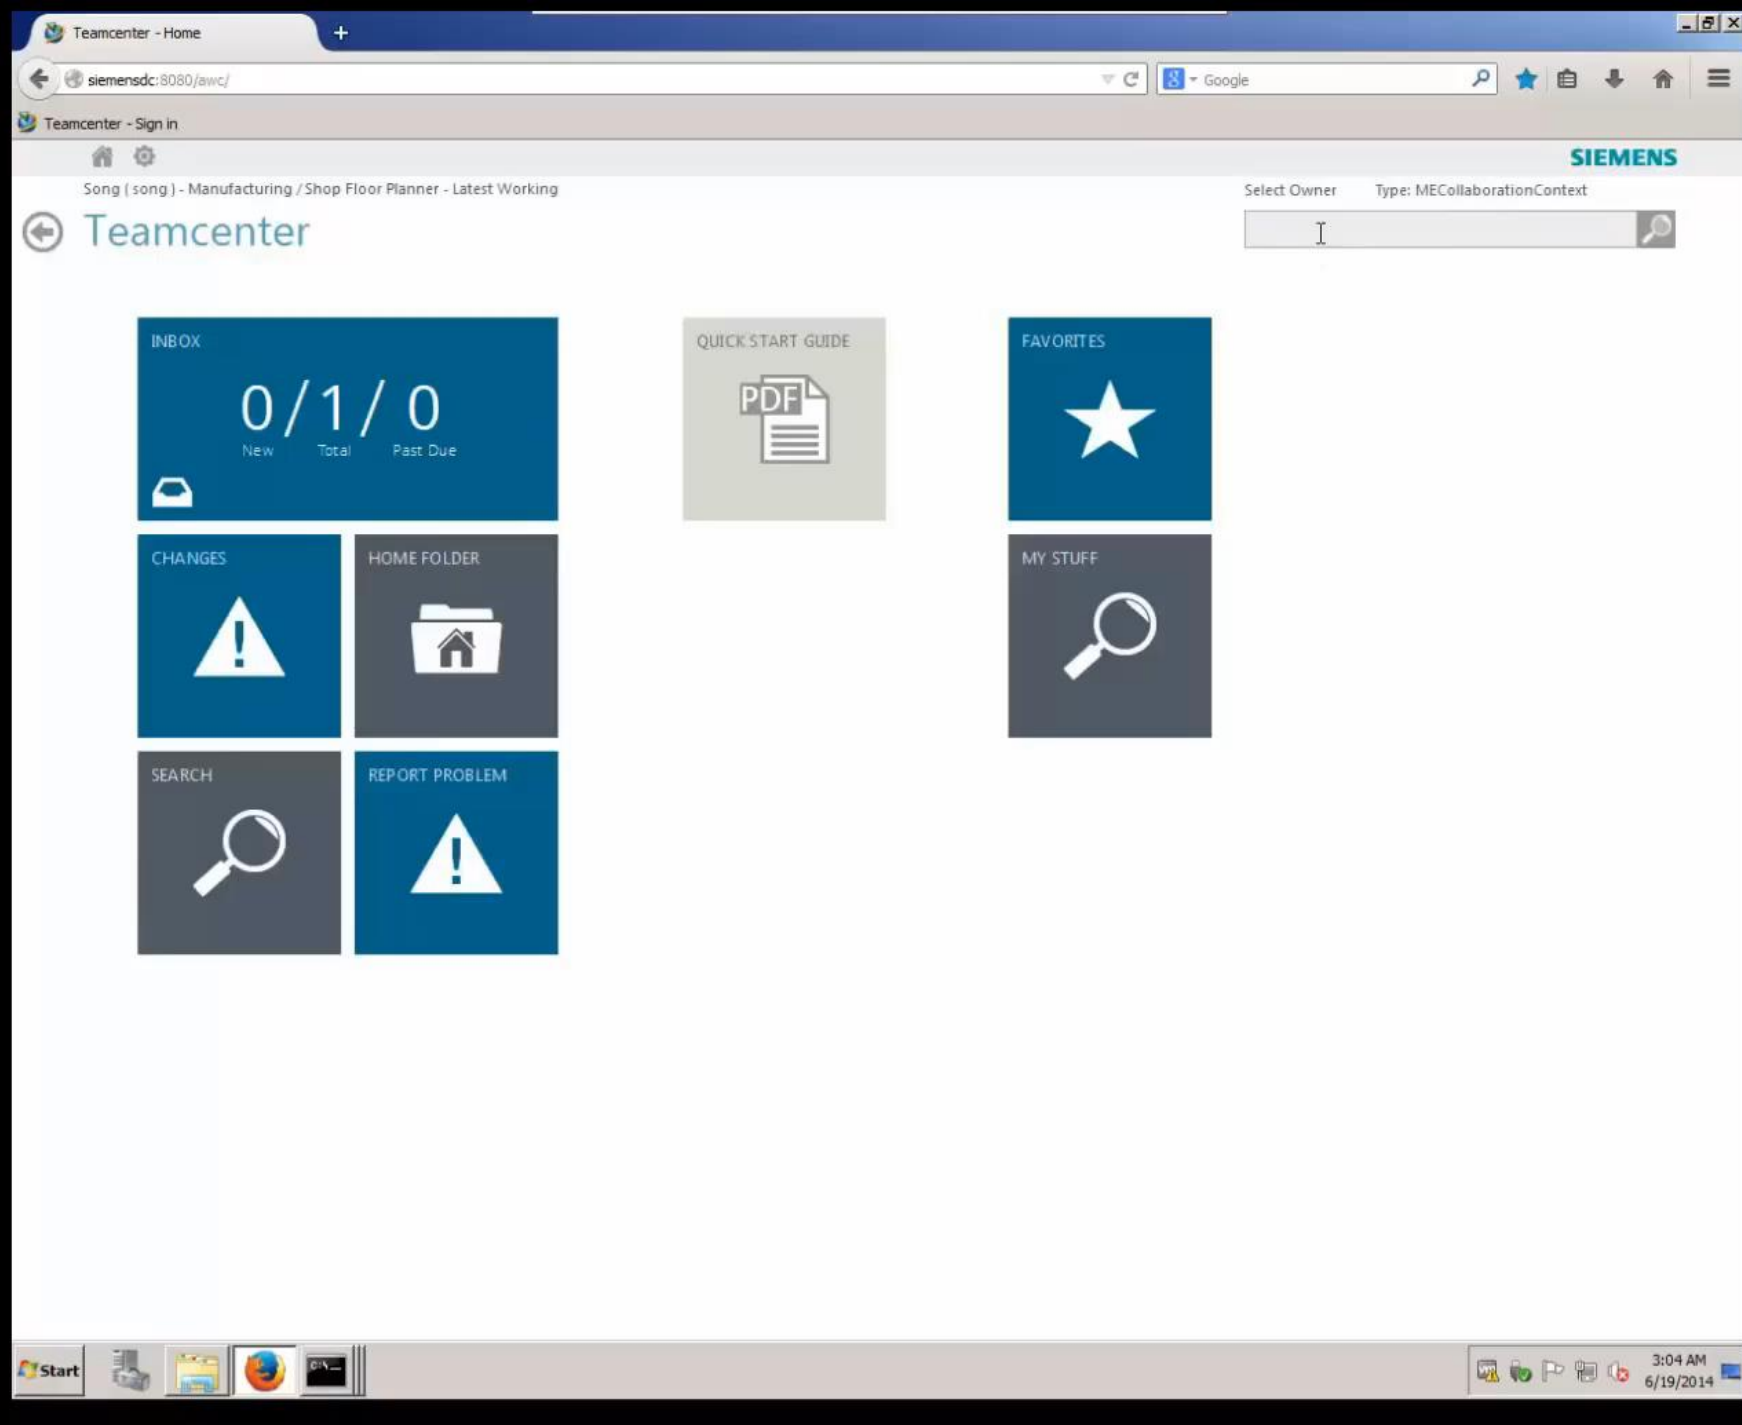 Teamcenter - Home
siemensdc:8080/awc/
Google
Teamcenter - Sign in
SIEMENS
Song ( song ) - Manufacturing / Shop Floor Planner - Latest Working
Select Owner
Type: MECollaborationContext
Teamcenter
INBOX
0 / 1 / 0
New Total Past Due
QUICK START GUIDE
PDF
FAVORITES
CHANGES
HOME FOLDER
MY STUFF
SEARCH
REPORT PROBLEM
Start
C:\_
3:04 AM
6/19/2014